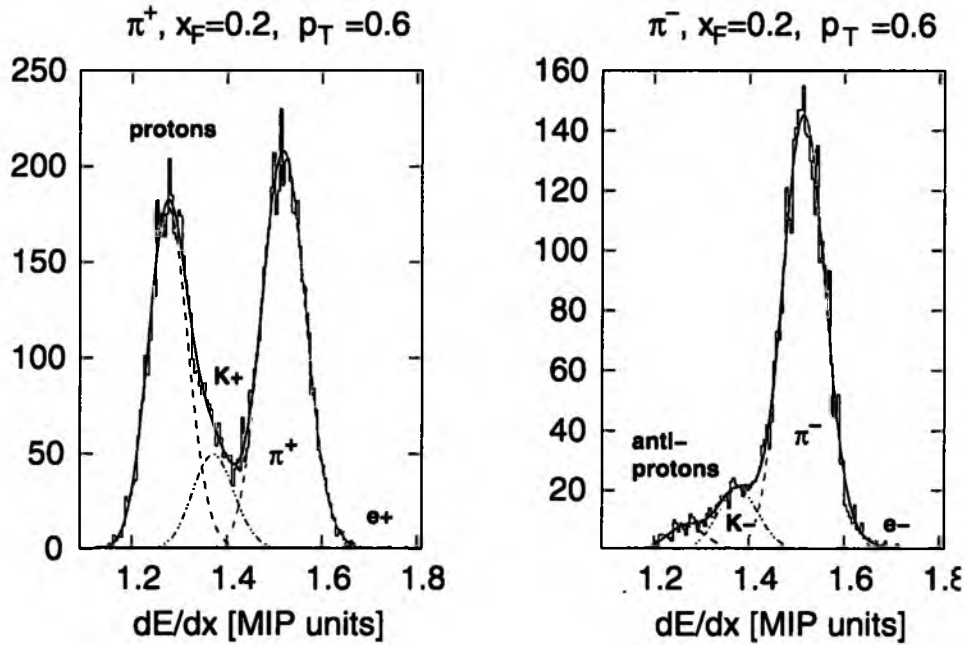 π⁺, x_F=0.2, p_T=0.6
250
200
150
100
50
0
protons
K+
π⁺
e+
1.2 1.4 1.6 1.8
dE/dx [MIP units]
π⁻, x_F=0.2, p_T=0.6
160
140
120
100
80
60
40
20
anti–
protons
K–
π⁻
e–
1.2 1.4 1.6 1.8
dE/dx [MIP units]